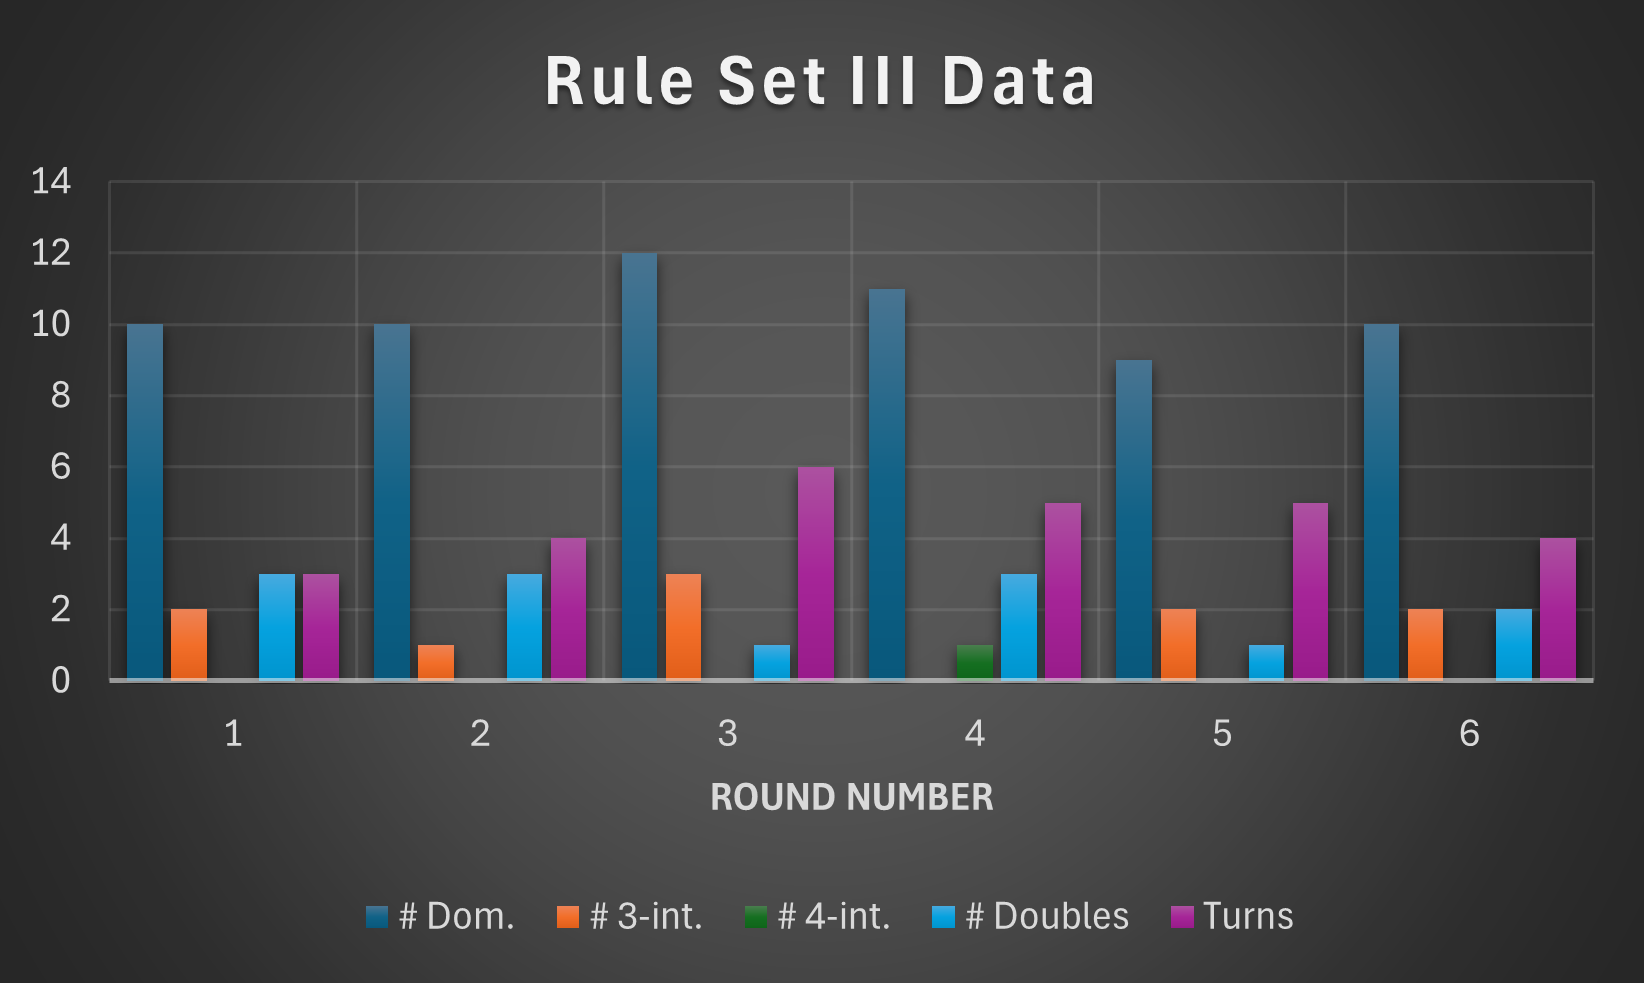 Rule Set III Data
14
12
10
8
6
4
2
0
1 2 3 4 5 6
ROUND NUMBER
# Dom. # 3-int. # 4-int. # Doubles Turns